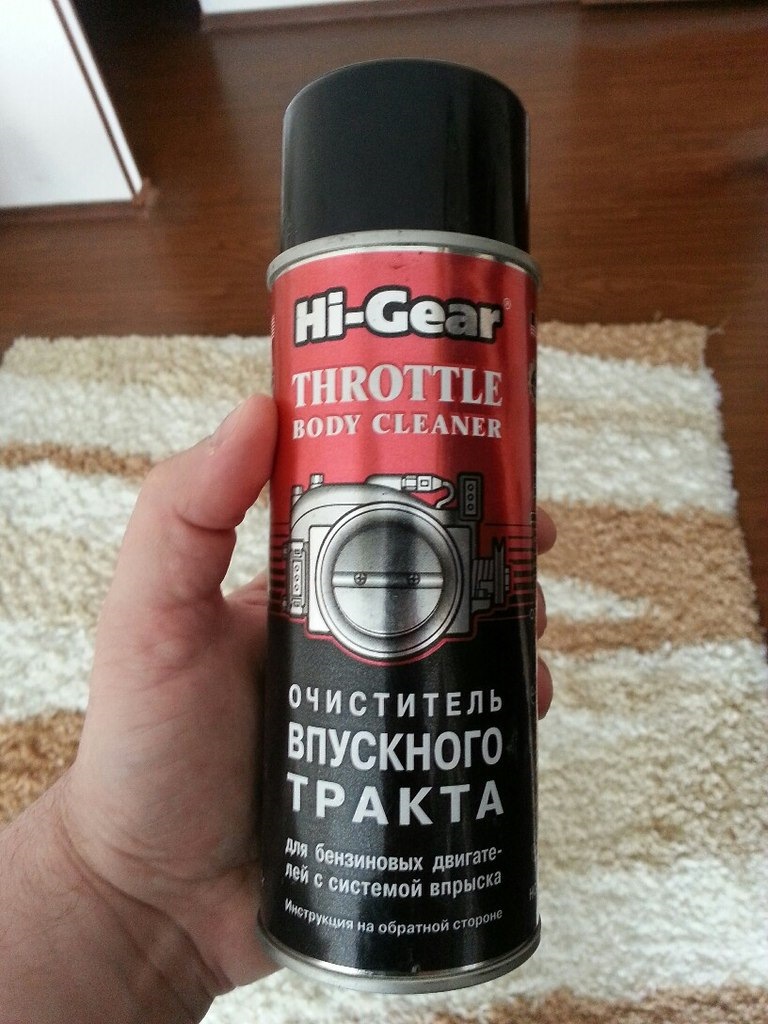 Hi-Gear®
THROTTLE
BODY CLEANER
ОЧИСТИТЕЛЬ
ВПУСКНОГО
ТРАКТА
для бензиновых двигате-
лей с системой впрыска
Инструкция на обратной стороне